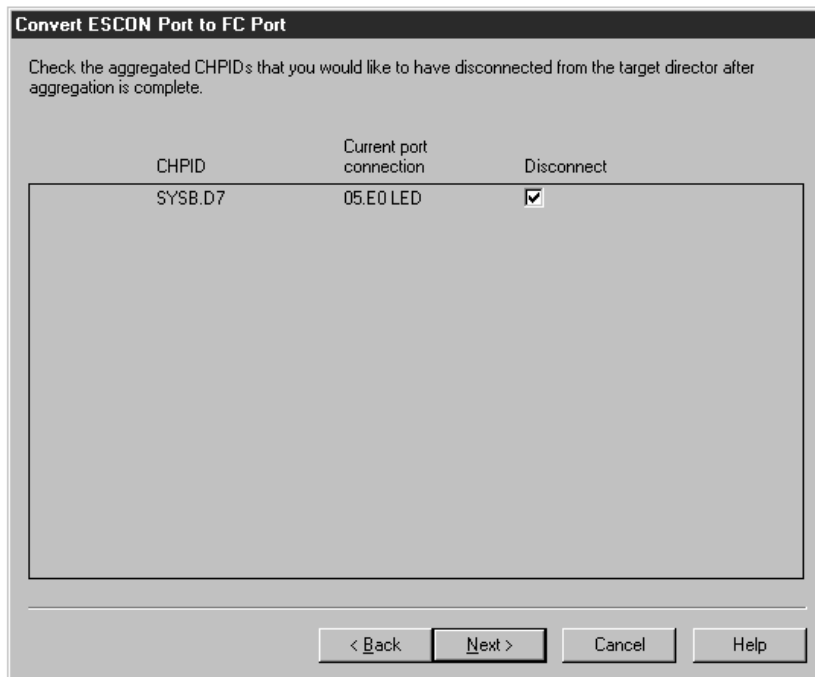 Convert ESCON Port to FC Port
Check the aggregated CHPIDs that you would like to have disconnected from the target director after
aggregation is complete.
CHPID Current port connection Disconnect
SYSB.D7 05.E0 LED
< Back Next > Cancel Help